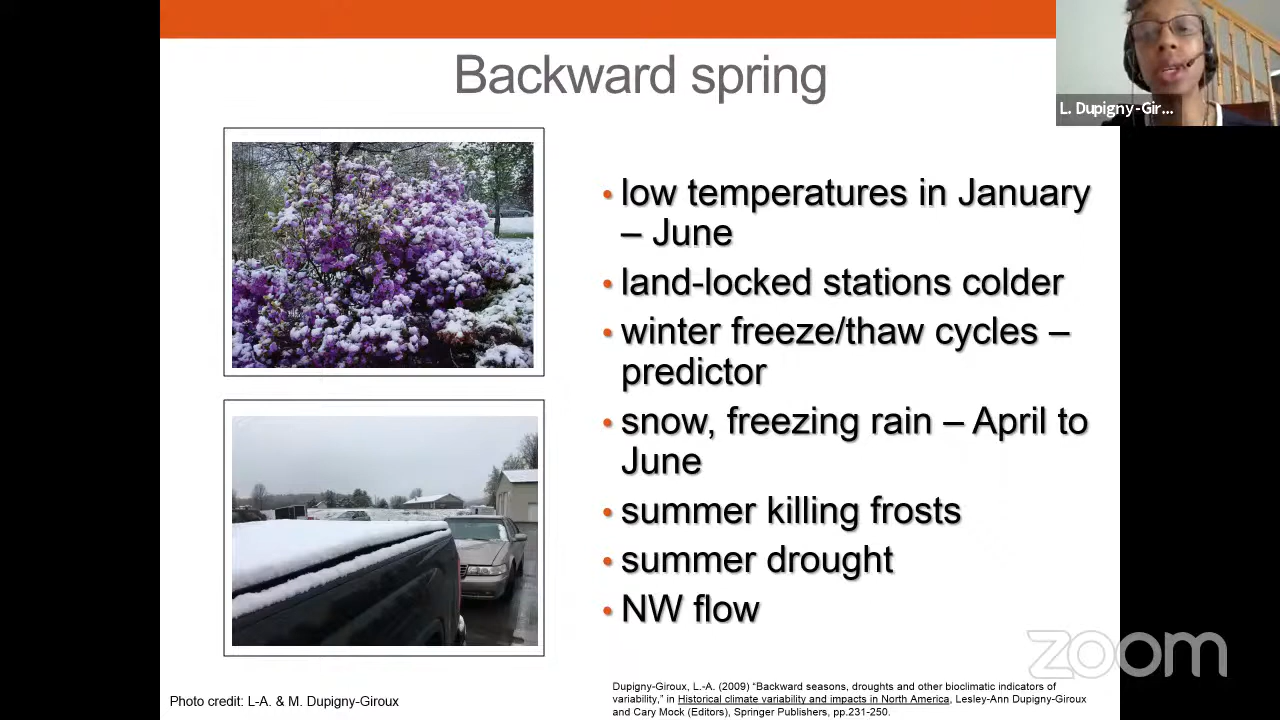 Backward spring
L. Dupigny-Gir...
• low temperatures in January
– June
• land-locked stations colder
• winter freeze/thaw cycles –
predictor
• snow, freezing rain – April to
June
• summer killing frosts
• summer drought
• NW flow
zoom
Photo credit: L-A. & M. Dupigny-Giroux
Dupigny-Giroux, L.-A. (2009) “Backward seasons, droughts and other bioclimatic indicators of
variability,” in Historical climate variability and impacts in North America, Lesley-Ann Dupigny-Giroux
and Cary Mock (Editors), Springer Publishers, pp.231-250.